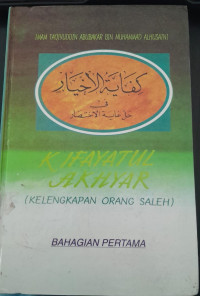 IMAM TAQIYUDDIN ABUBAKAR BIN MUHAMMAD ALHUSAINI
كفاية الأخيار
في
حل غاية الاختصار
KIFAYATUL
AKHYAR
(KELENGKAPAN ORANG SALEH)
BAHAGIAN PERTAMA